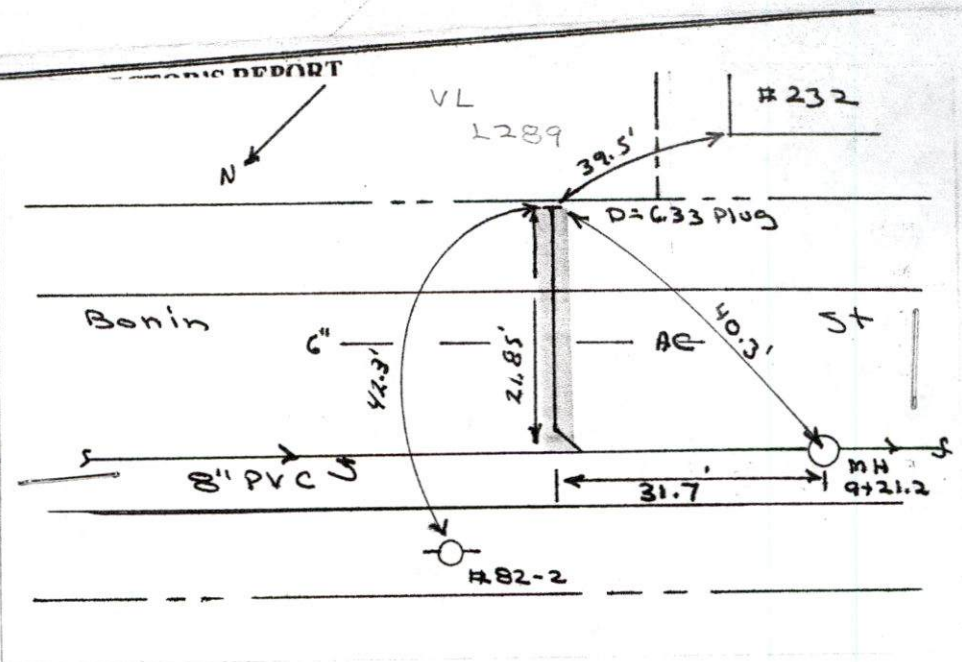 REPORT
VL
L289
#232
N
39.5'
D=6.33 Plug
Bonin
St
6"
AC
42.3'
21.85'
40.3'
8" PVC S
31.7'
MH
9+21.2
#82-2